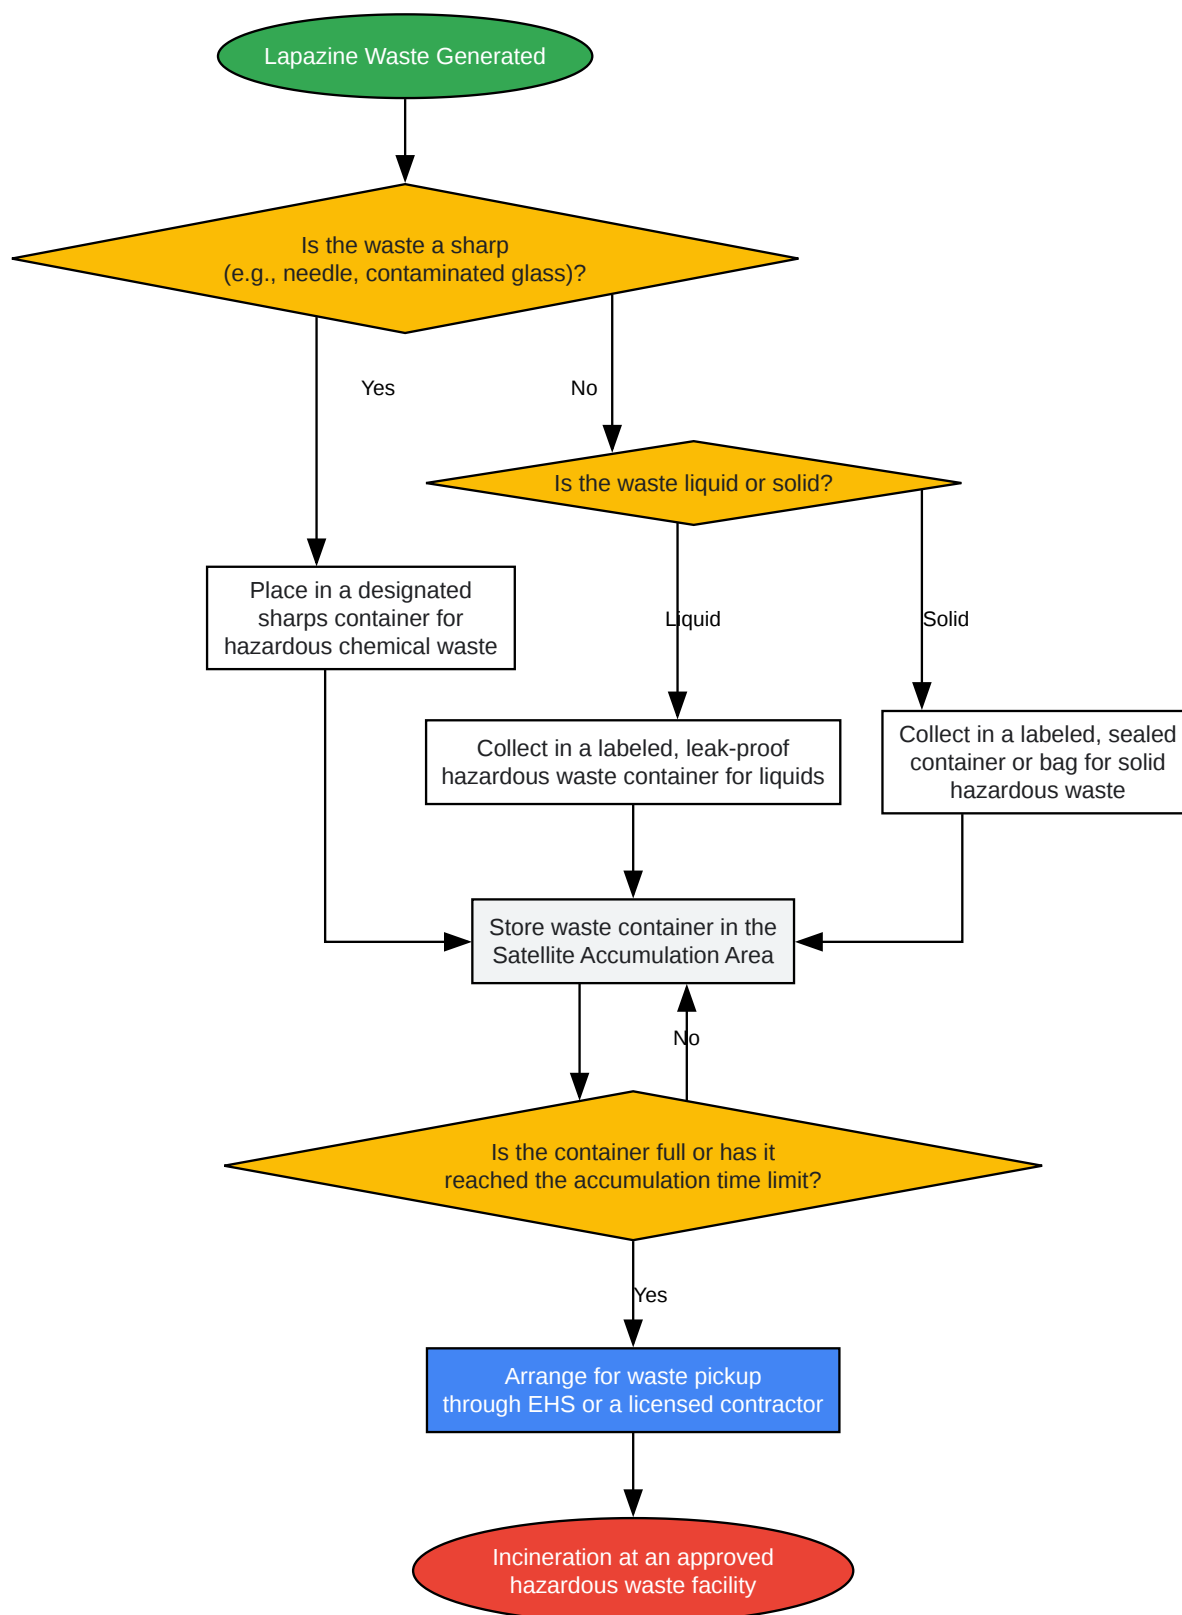 Lapazine Waste Generated
Is the waste a sharp
(e.g., needle, contaminated glass)?
Yes
No
Is the waste liquid or solid?
Place in a designated
sharps container for
hazardous chemical waste
Liquid
Solid
Collect in a labeled, leak-proof
hazardous waste container for liquids
Collect in a labeled, sealed
container or bag for solid
hazardous waste
Store waste container in the
Satellite Accumulation Area
No
Is the container full or has it
reached the accumulation time limit?
Yes
Arrange for waste pickup
through EHS or a licensed contractor
Incineration at an approved
hazardous waste facility